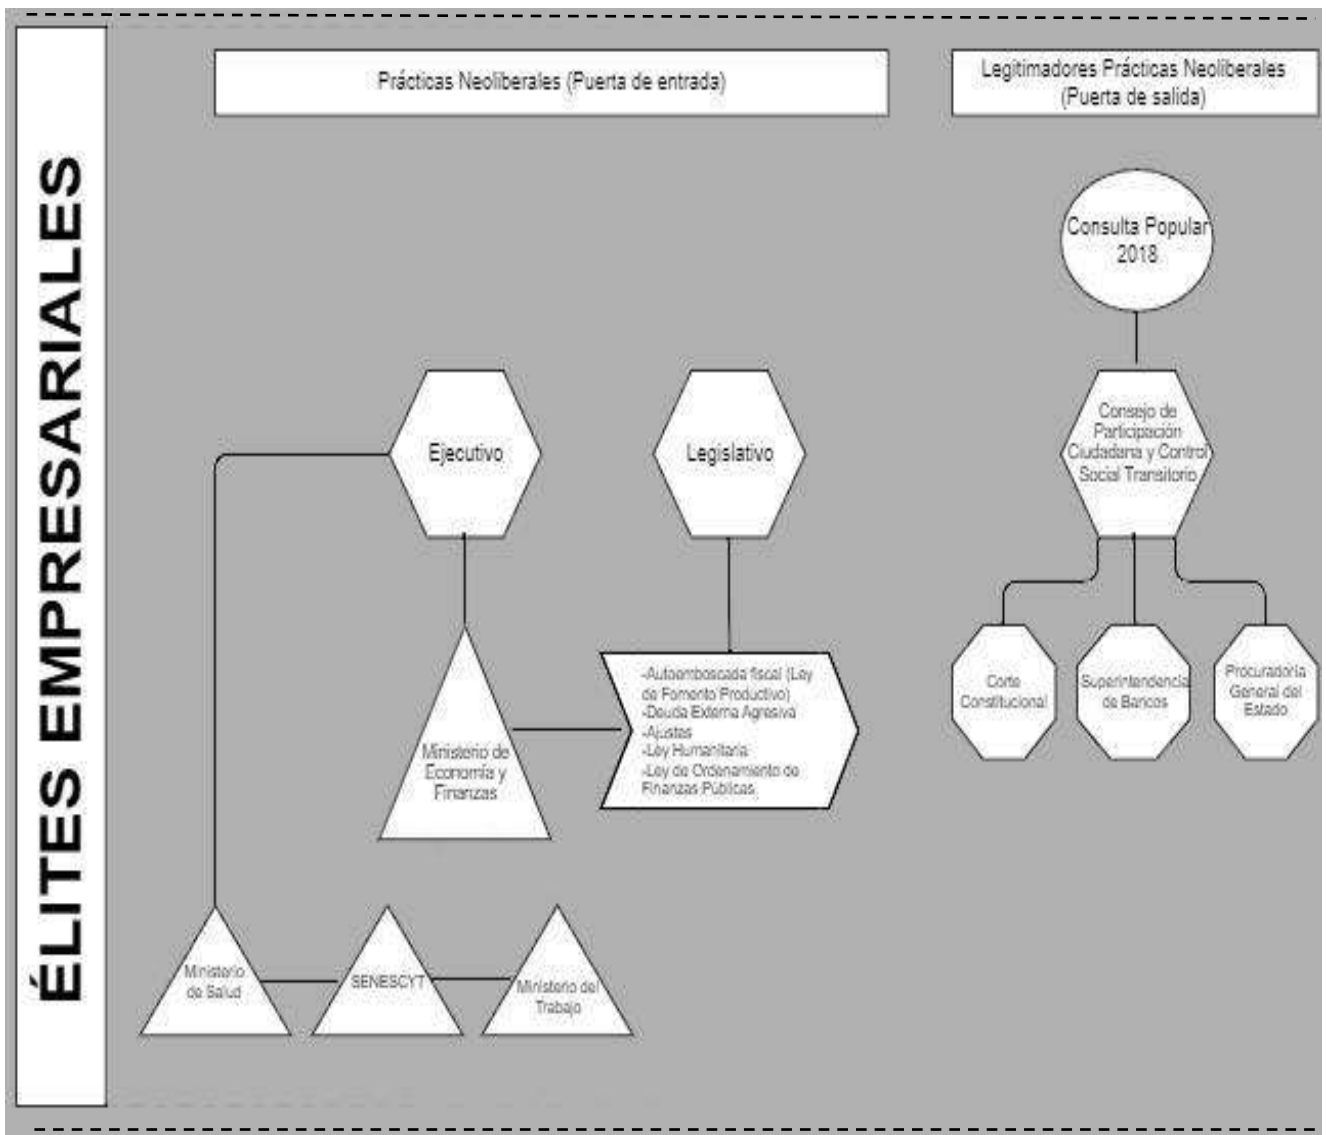 ÉLITES EMPRESARIALES
Prácticas Neoliberales (Puerta de entrada)
Legitimadores Prácticas Neoliberales
(Puerta de salida)
Consulta Popular
2018
Ejecutivo
Legislativo
Consejo de
Participación
Ciudadana y Control
Social Transitorio
Ministerio de
Economía y
Finanzas
-Autoemboscada fiscal (Ley
de Fomento Productivo)
-Deuda Externa Agresiva
-Ajustes
-Ley Humanitaria
-Ley de Ordenamiento de
Finanzas Públicas
Corte
Constitucional
Superintendencia
de Bancos
Procuradoría
General del
Estado
Ministerio
de Salud
SENESCYT
Ministerio del
Trabajo